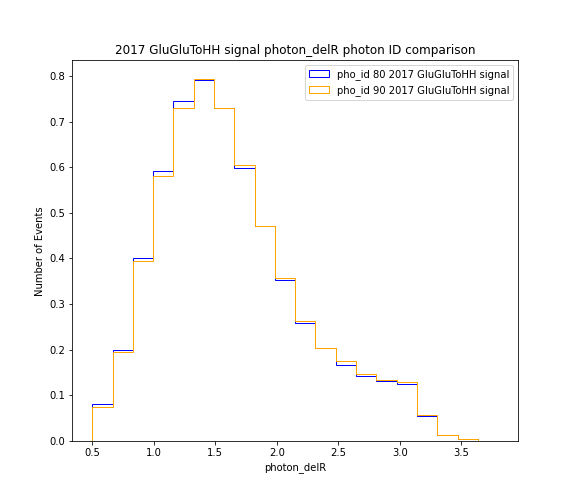 2017 GluGluToHH signal photon_delR photon ID comparison
pho_id 80 2017 GluGluToHH signal
pho_id 90 2017 GluGluToHH signal
Number of Events
0.8
0.7
0.6
0.5
0.4
0.3
0.2
0.1
0.0
0.5 1.0 1.5 2.0 2.5 3.0 3.5
photon_delR